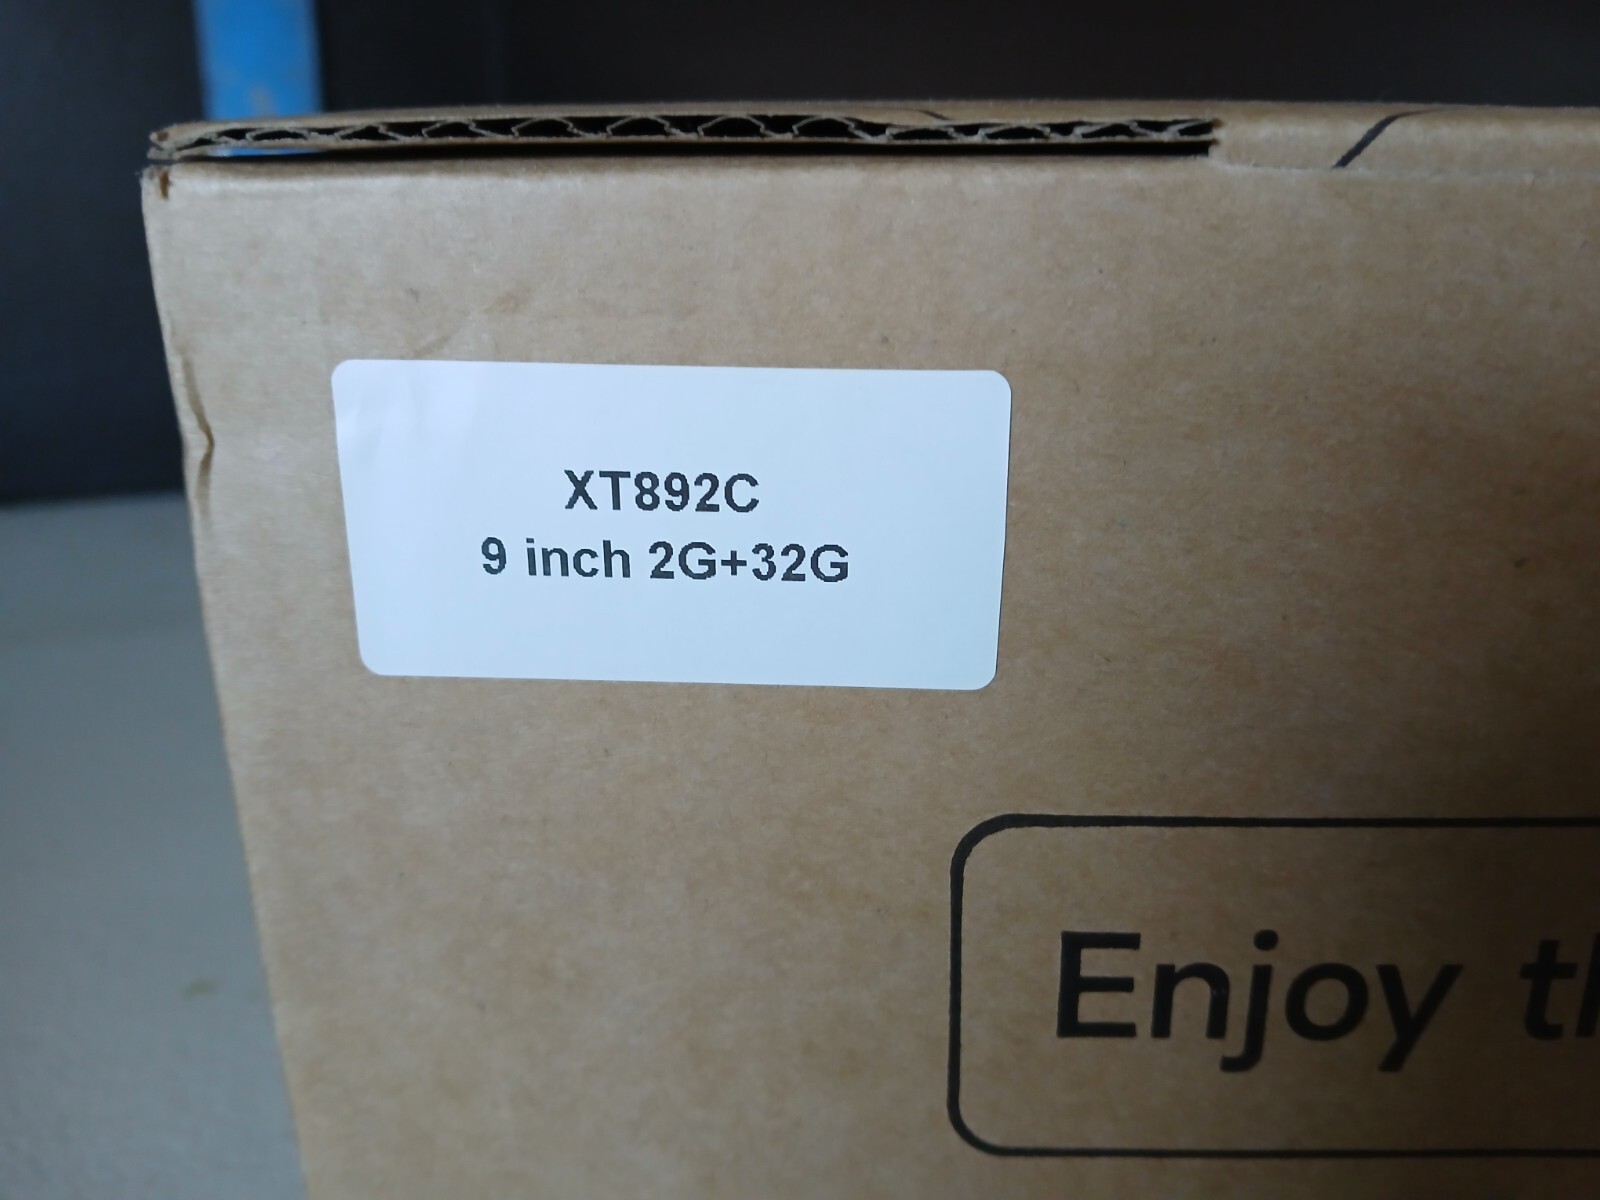 XT892C
9 inch 2G+32G
Enjoy